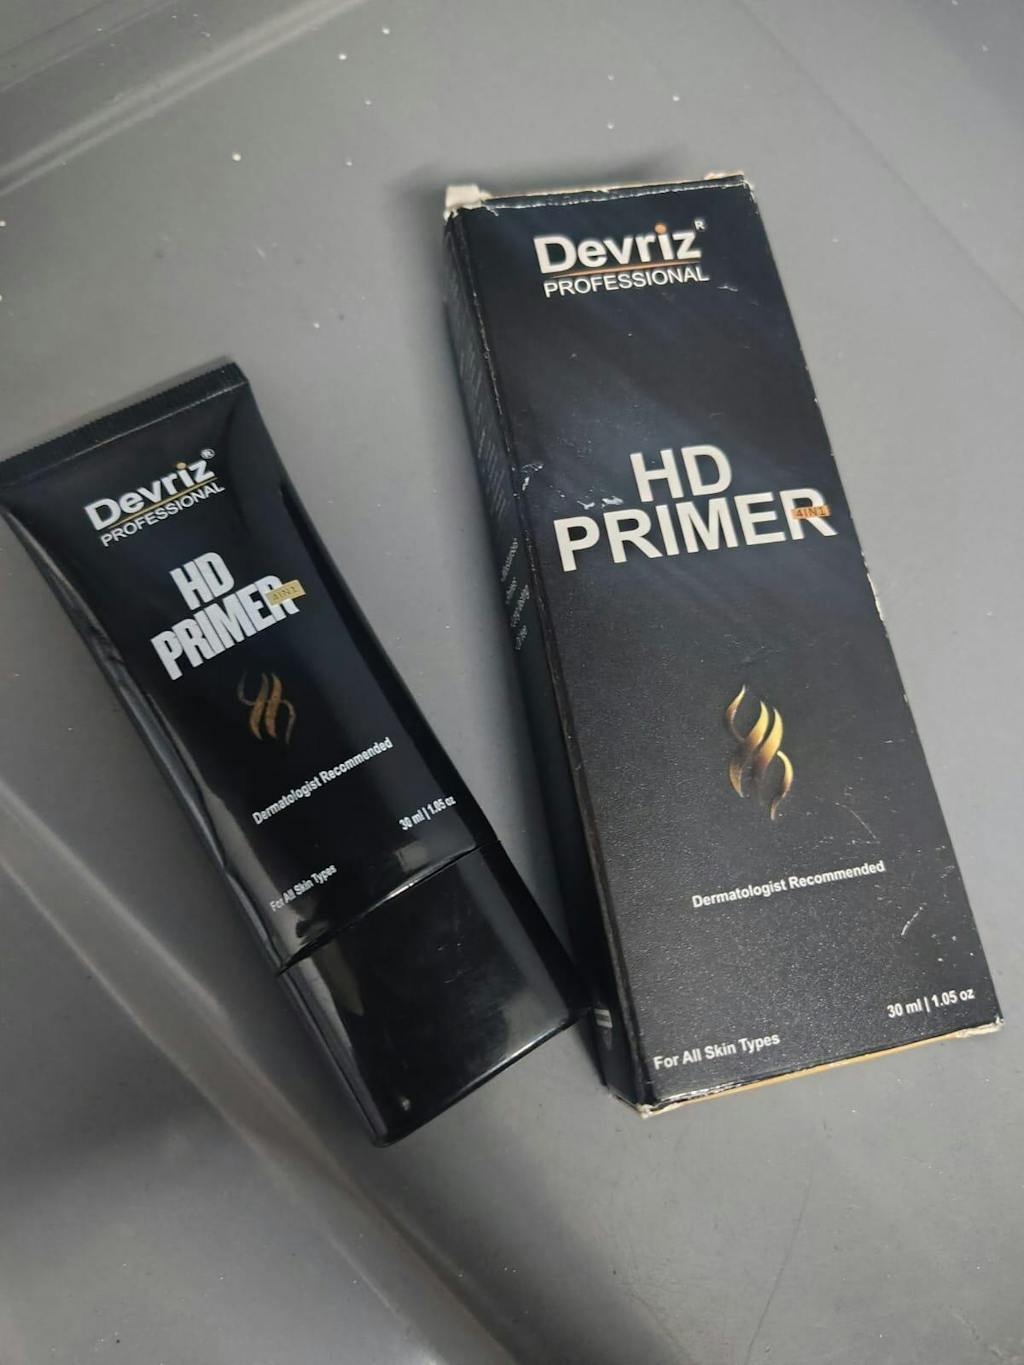 Devriz®
PROFESSIONAL
HD
PRIMER
4IN1
Dermatologist Recommended
30 ml | 1.05 oz
For All Skin Types
Devriz®
PROFESSIONAL
HD
PRIMER
4IN1
Dermatologist Recommended
30 ml | 1.05 oz
For All Skin Types